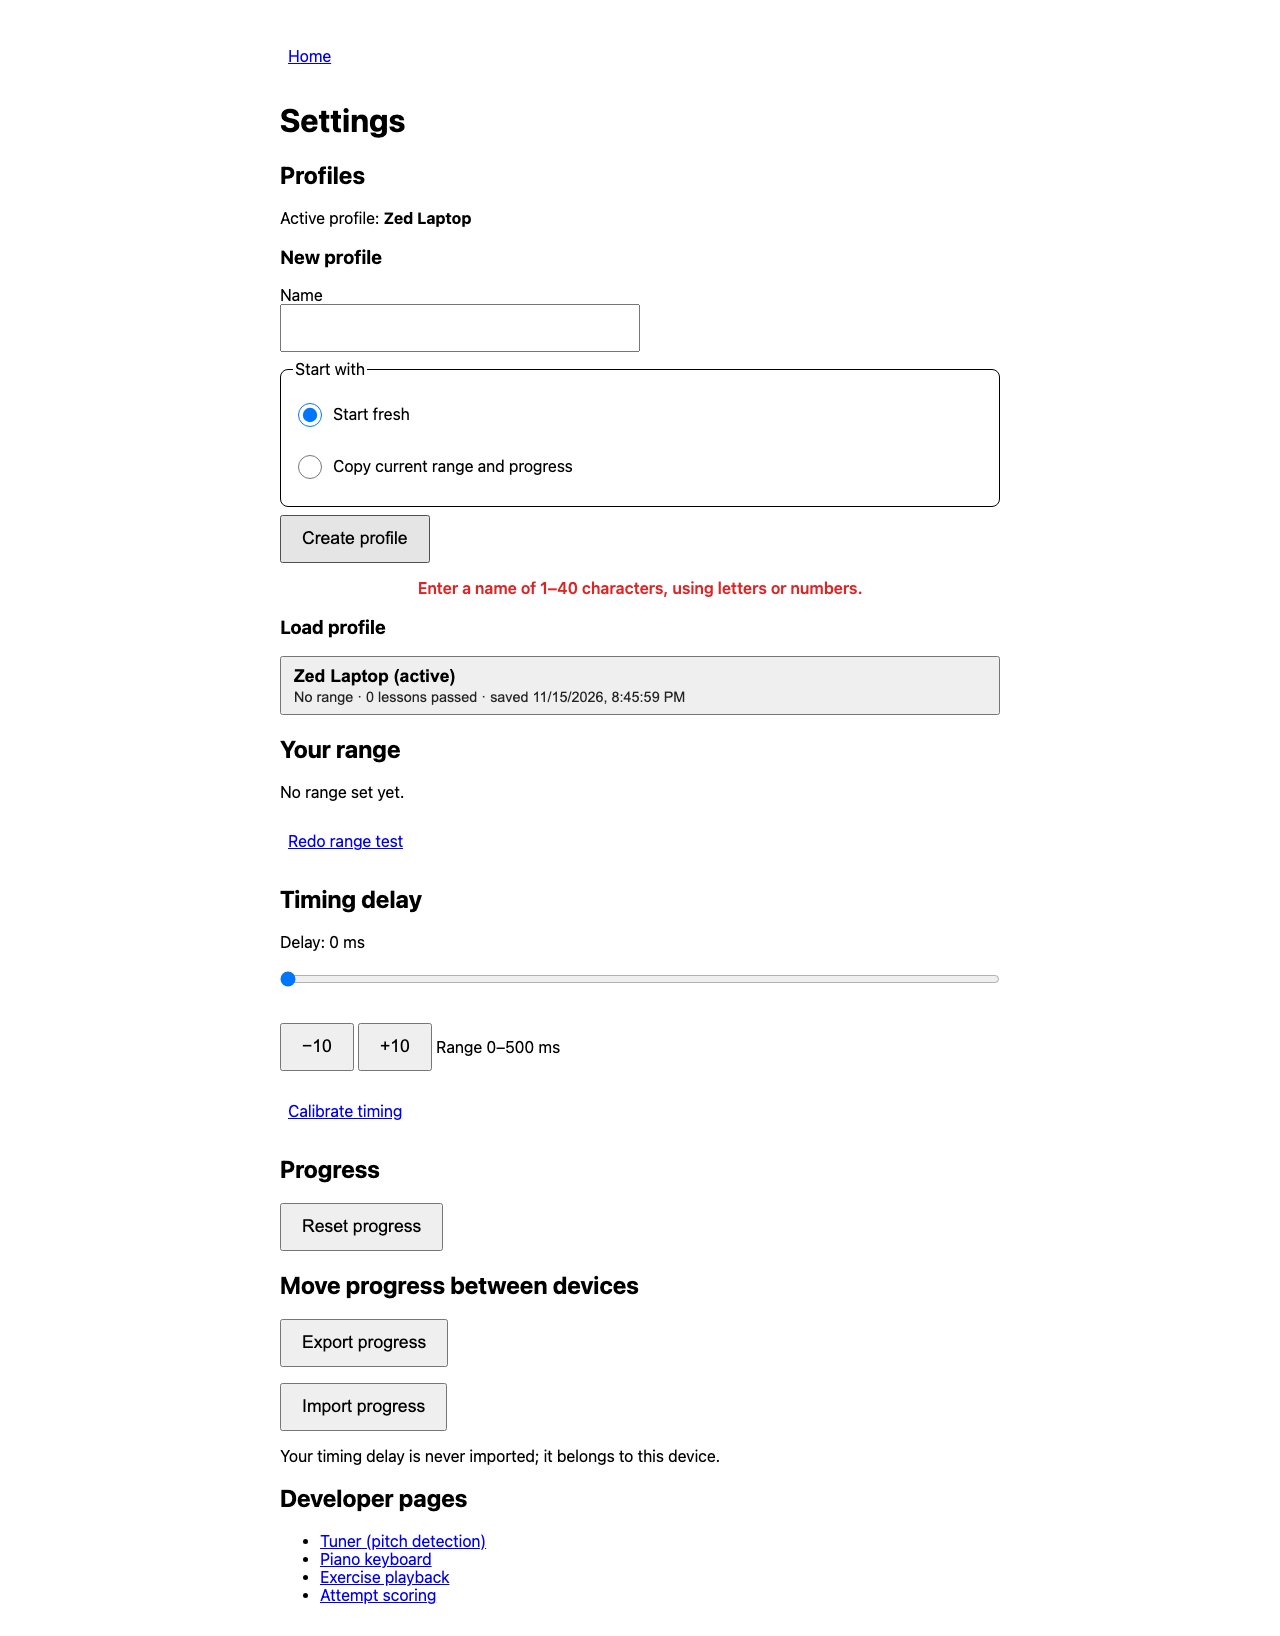 Home
Settings
Profiles
Active profile: Zed Laptop
New profile
Name
Start with
Start fresh
Copy current range and progress
Create profile
Enter a name of 1–40 characters, using letters or numbers.
Load profile
Zed Laptop (active)
No range · 0 lessons passed · saved 11/15/2026, 8:45:59 PM
Your range
No range set yet.
Redo range test
Timing delay
Delay: 0 ms
−10 +10 Range 0–500 ms
Calibrate timing
Progress
Reset progress
Move progress between devices
Export progress
Import progress
Your timing delay is never imported; it belongs to this device.
Developer pages
• Tuner (pitch detection)
• Piano keyboard
• Exercise playback
• Attempt scoring